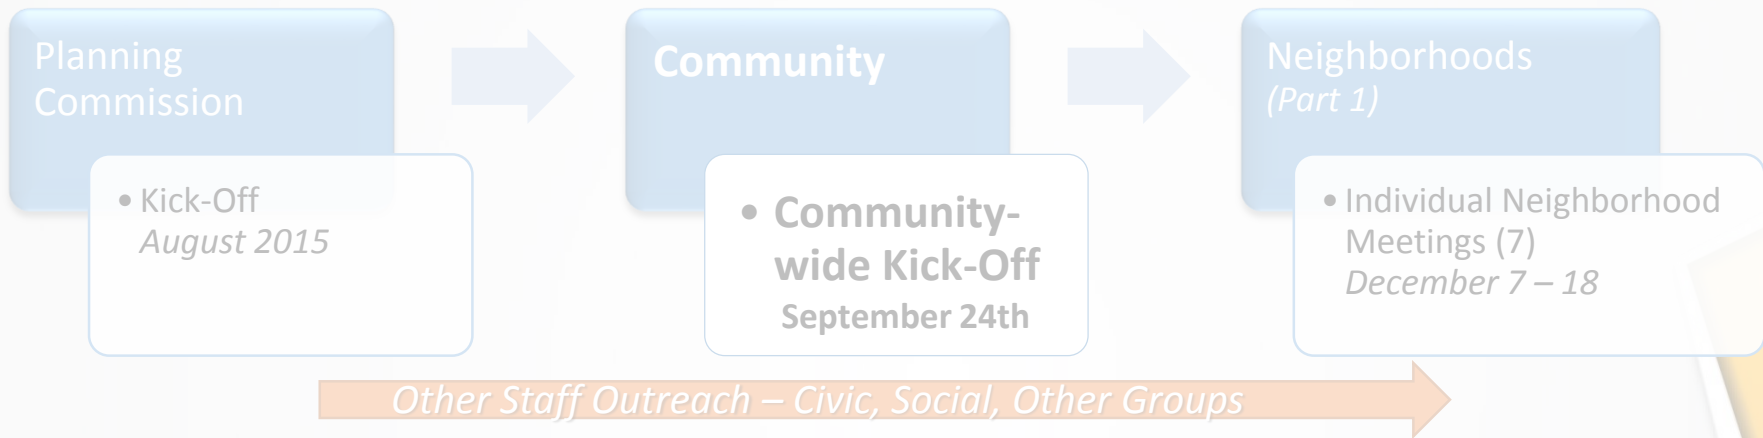 Planning
Commission
• Kick-Off
August 2015
Community
• Community-
wide Kick-Off
September 24th
Neighborhoods
(Part 1)
• Individual Neighborhood
Meetings (7)
December 7 – 18
Other Staff Outreach – Civic, Social, Other Groups